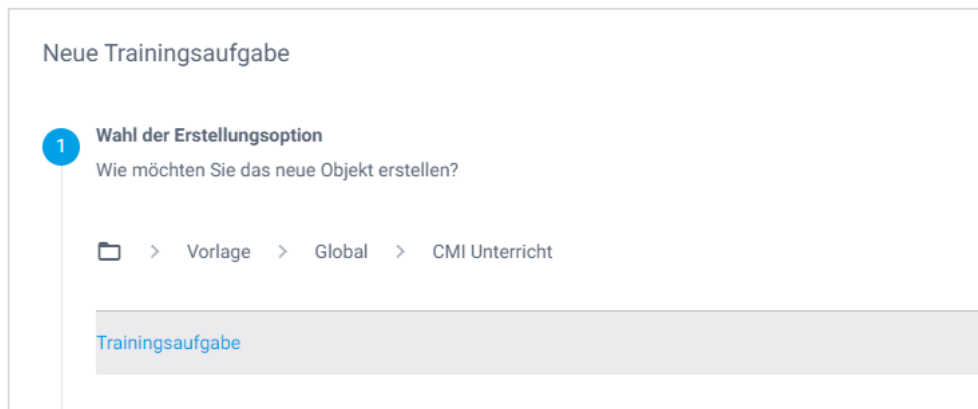 Neue Trainingsaufgabe
1 Wahl der Erstellungsoption
Wie möchten Sie das neue Objekt erstellen?
> Vorlage > Global > CMI Unterricht
Trainingsaufgabe